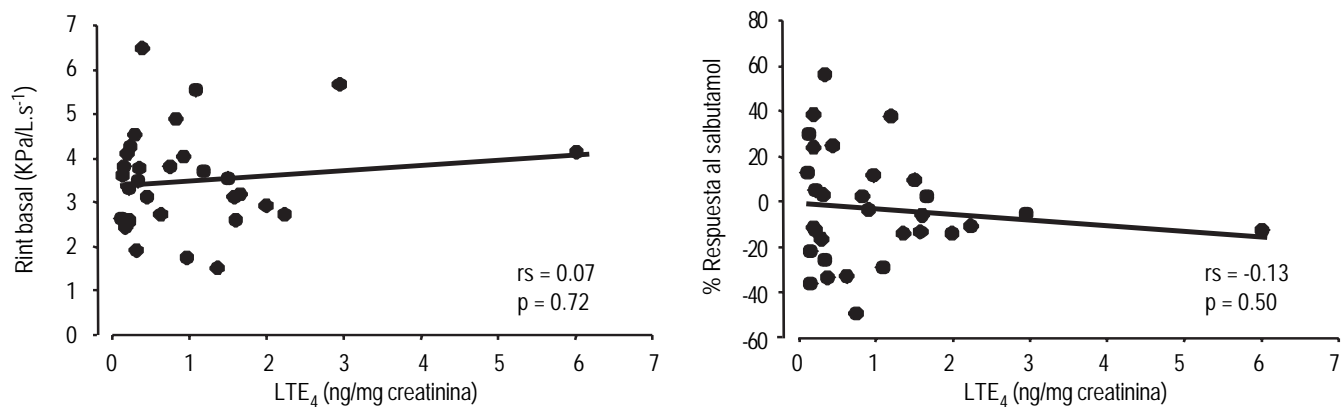 Rint basal (KPa/L.s⁻¹)
7
6
5
4
3
2
1
0
rs = 0.07
p = 0.72
0 1 2 3 4 5 6 7
LTE₄ (ng/mg creatinina)
% Respuesta al salbutamol
80
60
40
20
0
-20
-40
-60
rs = -0.13
p = 0.50
0 1 2 3 4 5 6 7
LTE₄ (ng/mg creatinina)